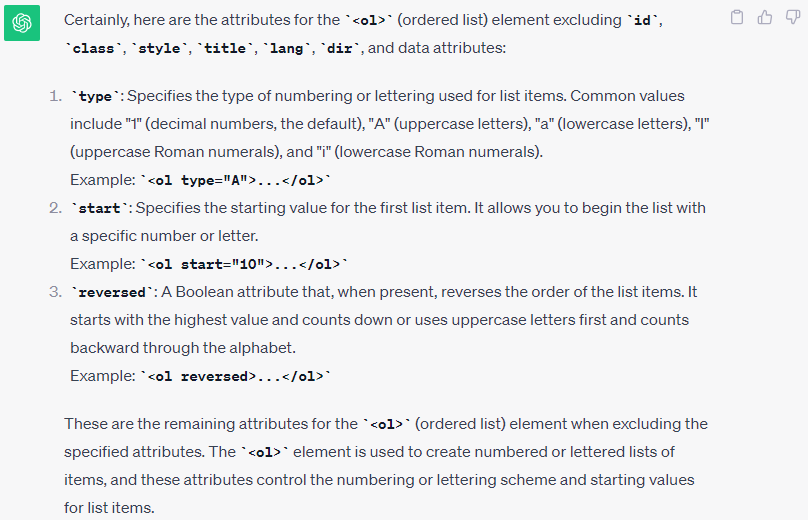 Certainly, here are the attributes for the `<ol>` (ordered list) element excluding `id`,
`class`, `style`, `title`, `lang`, `dir`, and data attributes:
1. `type`: Specifies the type of numbering or lettering used for list items. Common values
include "1" (decimal numbers, the default), "A" (uppercase letters), "a" (lowercase letters), "I"
(uppercase Roman numerals), and "i" (lowercase Roman numerals).
Example: `<ol type="A">...</ol>`
2. `start`: Specifies the starting value for the first list item. It allows you to begin the list with
a specific number or letter.
Example: `<ol start="10">...</ol>`
3. `reversed`: A Boolean attribute that, when present, reverses the order of the list items. It
starts with the highest value and counts down or uses uppercase letters first and counts
backward through the alphabet.
Example: `<ol reversed>...</ol>`
These are the remaining attributes for the `<ol>` (ordered list) element when excluding the
specified attributes. The `<ol>` element is used to create numbered or lettered lists of
items, and these attributes control the numbering or lettering scheme and starting values
for list items.